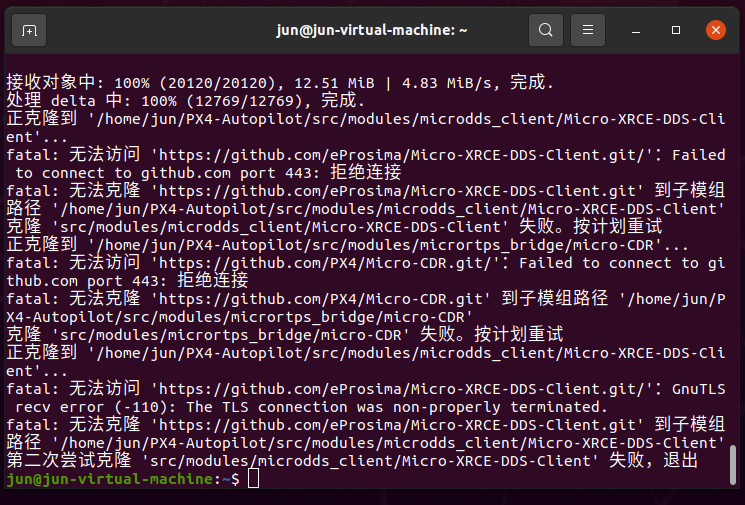 jun@jun-virtual-machine: ~
接收对象中: 100% (20120/20120), 12.51 MiB | 4.83 MiB/s, 完成.
处理 delta 中: 100% (12769/12769), 完成.
正克隆到 '/home/jun/PX4-Autopilot/src/modules/microdds_client/Micro-XRCE-DDS-Cli
ent'...
fatal: 无法访问 'https://github.com/eProsima/Micro-XRCE-DDS-Client.git/'：Failed
 to connect to github.com port 443: 拒绝连接
fatal: 无法克隆 'https://github.com/eProsima/Micro-XRCE-DDS-Client.git' 到子模组
路径 '/home/jun/PX4-Autopilot/src/modules/microdds_client/Micro-XRCE-DDS-Client'
克隆 'src/modules/microdds_client/Micro-XRCE-DDS-Client' 失败。按计划重试
正克隆到 '/home/jun/PX4-Autopilot/src/modules/micrortps_bridge/micro-CDR'...
fatal: 无法访问 'https://github.com/PX4/Micro-CDR.git/'：Failed to connect to gi
thub.com port 443: 拒绝连接
fatal: 无法克隆 'https://github.com/PX4/Micro-CDR.git' 到子模组路径 '/home/jun/P
X4-Autopilot/src/modules/micrortps_bridge/micro-CDR'
克隆 'src/modules/micrortps_bridge/micro-CDR' 失败。按计划重试
正克隆到 '/home/jun/PX4-Autopilot/src/modules/microdds_client/Micro-XRCE-DDS-Cli
ent'...
fatal: 无法访问 'https://github.com/eProsima/Micro-XRCE-DDS-Client.git/'：GnuTLS
 recv error (-110): The TLS connection was non-properly terminated.
fatal: 无法克隆 'https://github.com/eProsima/Micro-XRCE-DDS-Client.git' 到子模组
路径 '/home/jun/PX4-Autopilot/src/modules/microdds_client/Micro-XRCE-DDS-Client'
第二次尝试克隆 'src/modules/microdds_client/Micro-XRCE-DDS-Client' 失败，退出
jun@jun-virtual-machine:~$